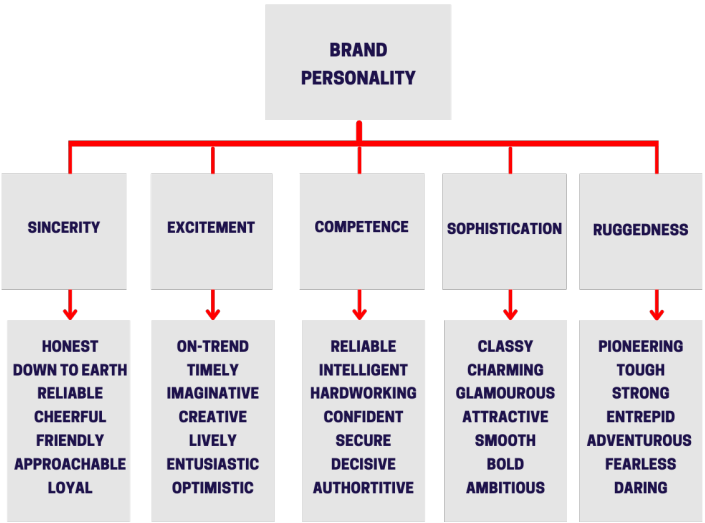 BRAND
PERSONALITY
SINCERITY
EXCITEMENT
COMPETENCE
SOPHISTICATION
RUGGEDNESS
HONEST
DOWN TO EARTH
RELIABLE
CHEERFUL
FRIENDLY
APPROACHABLE
LOYAL
ON-TREND
TIMELY
IMAGINATIVE
CREATIVE
LIVELY
ENTUSIASTIC
OPTIMISTIC
RELIABLE
INTELLIGENT
HARDWORKING
CONFIDENT
SECURE
DECISIVE
AUTHORTITIVE
CLASSY
CHARMING
GLAMOUROUS
ATTRACTIVE
SMOOTH
BOLD
AMBITIOUS
PIONEERING
TOUGH
STRONG
ENTREPID
ADVENTUROUS
FEARLESS
DARING